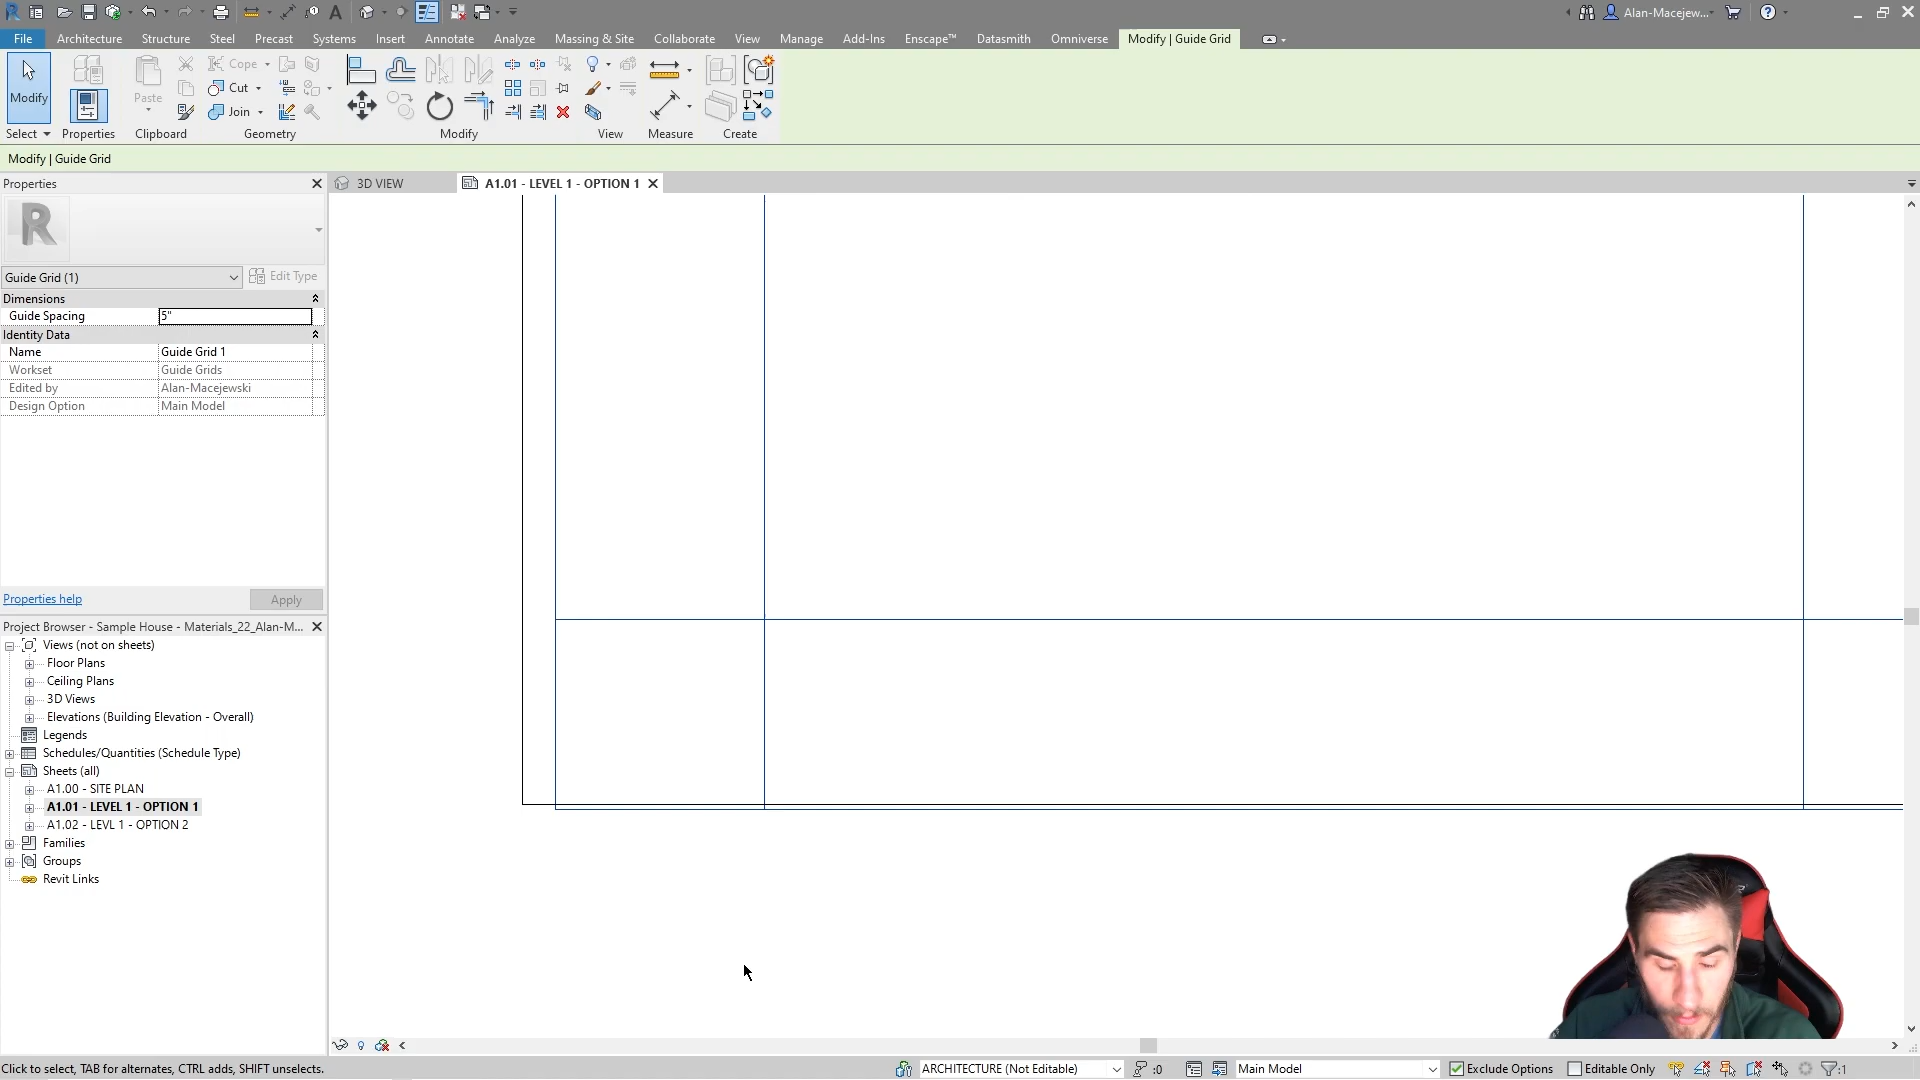 Alan-Macejew...
File Architecture Structure Steel Precast Systems Insert Annotate Analyze Massing & Site Collaborate View Manage Add-Ins Enscape™ Datasmith Omniverse Modify | Guide Grid
Modify
Paste
Cope
Cut
Join
Select Properties Clipboard Geometry Modify View Measure Create
Modify | Guide Grid
Properties
3D VIEW
A1.01 - LEVEL 1 - OPTION 1
R
Guide Grid (1)
Edit Type
Dimensions
Guide Spacing 5"
Identity Data
Name Guide Grid 1
Workset Guide Grids
Edited by Alan-Macejewski
Design Option Main Model
Properties help
Apply
Project Browser - Sample House - Materials_22_Alan-M...
Views (not on sheets)
Floor Plans
Ceiling Plans
3D Views
Elevations (Building Elevation - Overall)
Legends
Schedules/Quantities (Schedule Type)
Sheets (all)
A1.00 - SITE PLAN
A1.01 - LEVEL 1 - OPTION 1
A1.02 - LEVL 1 - OPTION 2
Families
Groups
Revit Links
Click to select, TAB for alternates, CTRL adds, SHIFT unselects.
ARCHITECTURE (Not Editable)
:0
Main Model
Exclude Options
Editable Only
:1